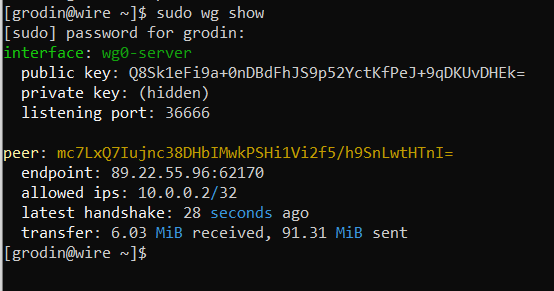 [grodin@wire ~]$ sudo wg show
[sudo] password for grodin:
interface: wg0-server
public key: Q8Sk1eFi9a+0nDBdFhJS9p52YctKfPeJ+9qDKUvDHEk=
private key: (hidden)
listening port: 36666
peer: mc7LxQ7Iujnc38DHbIMwkPSHi1Vi2f5/h9SnLwtHTnI=
endpoint: 89.22.55.96:62170
allowed ips: 10.0.0.2/32
latest handshake: 28 seconds ago
transfer: 6.03 MiB received, 91.31 MiB sent
[grodin@wire ~]$